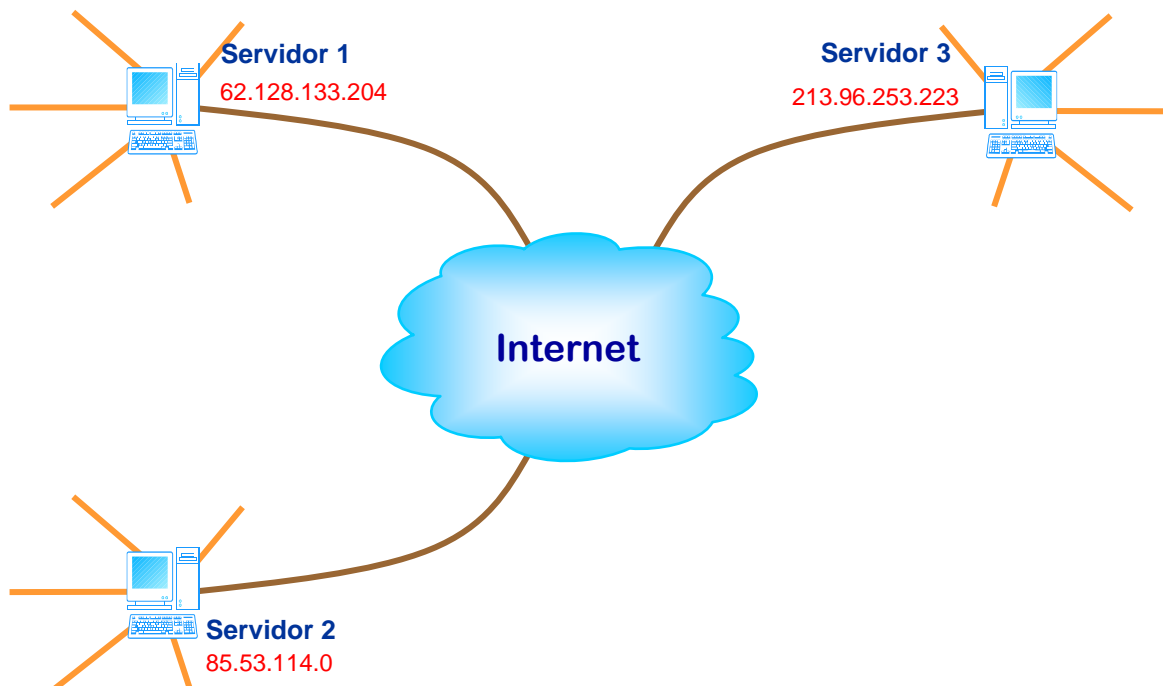 Servidor 1
62.128.133.204
Servidor 3
213.96.253.223
Internet
Servidor 2
85.53.114.0